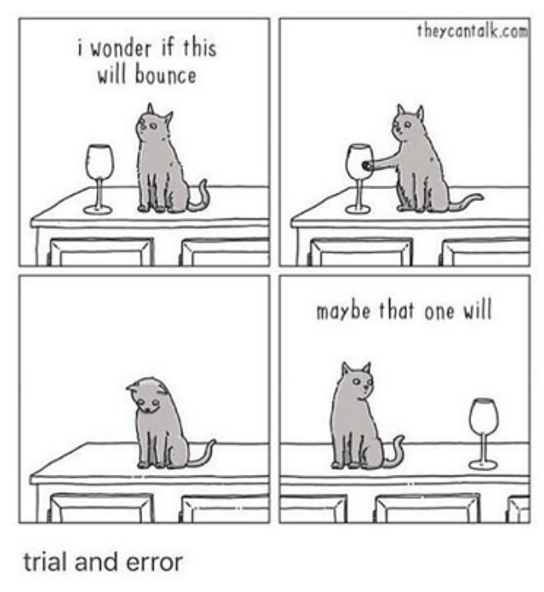 i wonder if this
will bounce
theycantalk.com
maybe that one will
trial and error